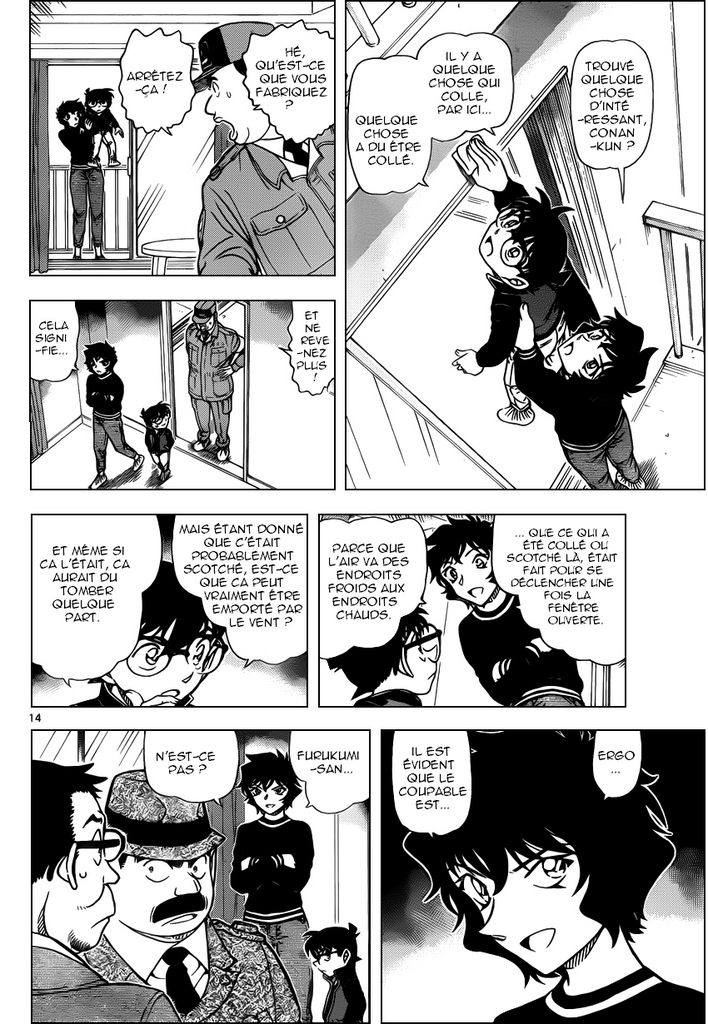 TROUVÉ
QUELQUE
CHOSE
D'INTÉ
-RESSANT,
CONAN
-KUN ?
IL Y A
QUELQUE
CHOSE QUI
COLLE,
PAR ICI...
QUELQUE
CHOSE
A DU ÊTRE
COLLÉ.
HÉ,
QU'EST-CE
QUE VOUS
FABRIQUEZ
?
ARRÊTEZ
-ÇA !
ET
NE
REVE
-NEZ
PLUS
!
CELA
SIGNI
-FIE...
... QUE CE QUI A
ÉTÉ COLLÉ OU
SCOTCHÉ LÀ, ÉTAIT
FAIT POUR SE
DÉCLENCHER UNE
FOIS LA
FENÊTRE
OUVERTE.
PARCE QUE
L'AIR VA DES
ENDROITS
FROIDS AUX
ENDROITS
CHAUDS.
MAIS ÉTANT DONNÉ
QUE C'ÉTAIT
PROBABLEMENT
SCOTCHÉ, EST-CE
QUE CA PEUT
VRAIMENT ÊTRE
EMPORTÉ PAR
LE VENT ?
ET MÊME SI
CA L'ÉTAIT, CA
AURAIT DU
TOMBER
QUELQUE
PART.
14
ERGO
...
IL EST
ÉVIDENT
QUE LE
COUPABLE
EST...
FURUKUMI
-SAN...
N'EST-CE
PAS ?